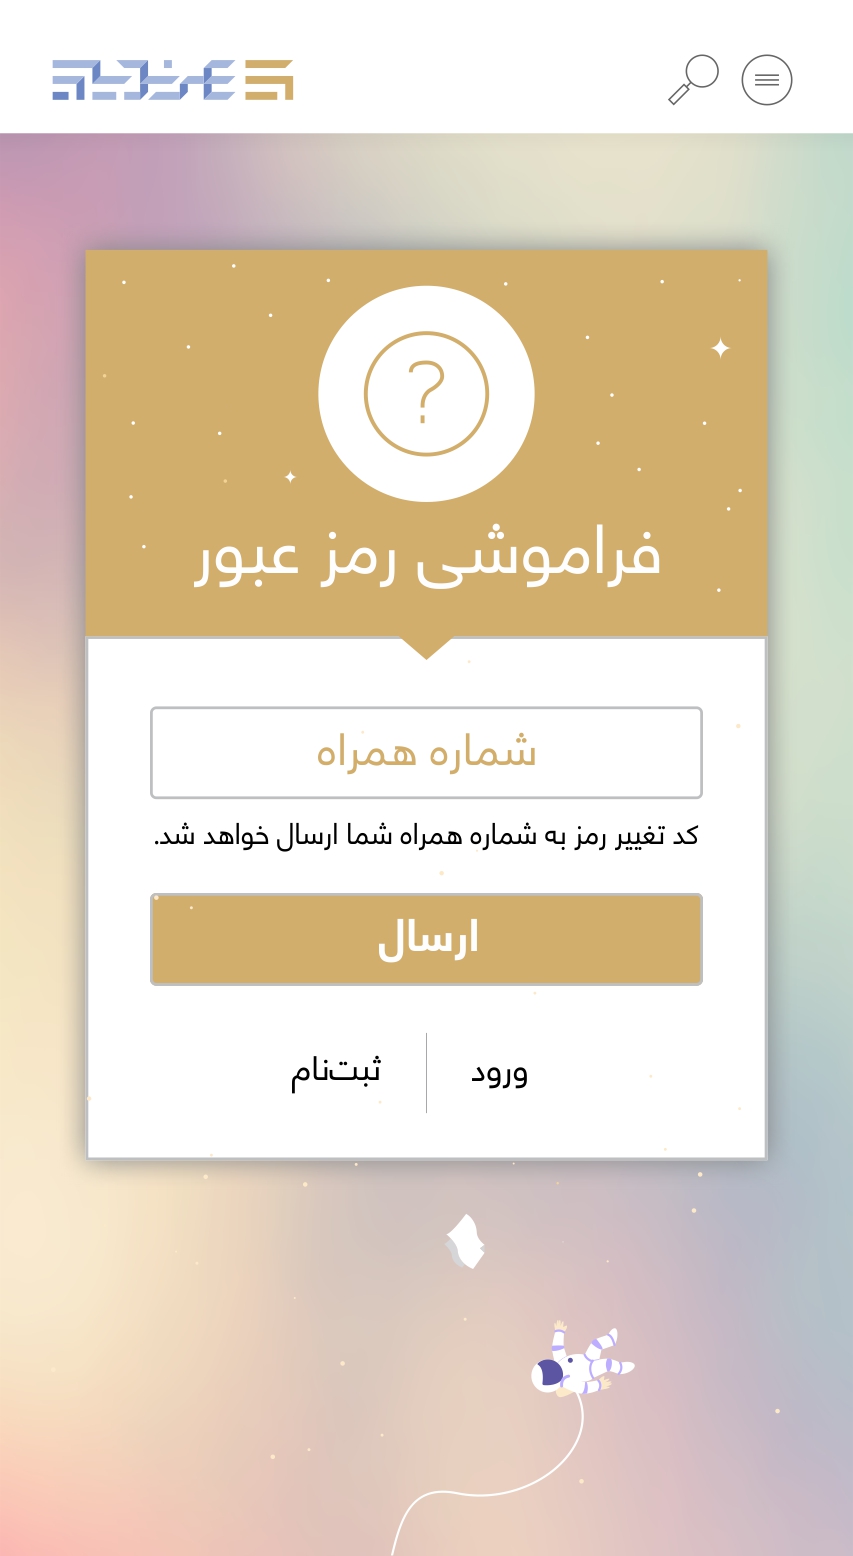 ؟
فراموشی رمز عبور
شماره همراه
کد تغییر رمز به شماره همراه شما ارسال خواهد شد.
ارسال
ورود
ثبت‌نام